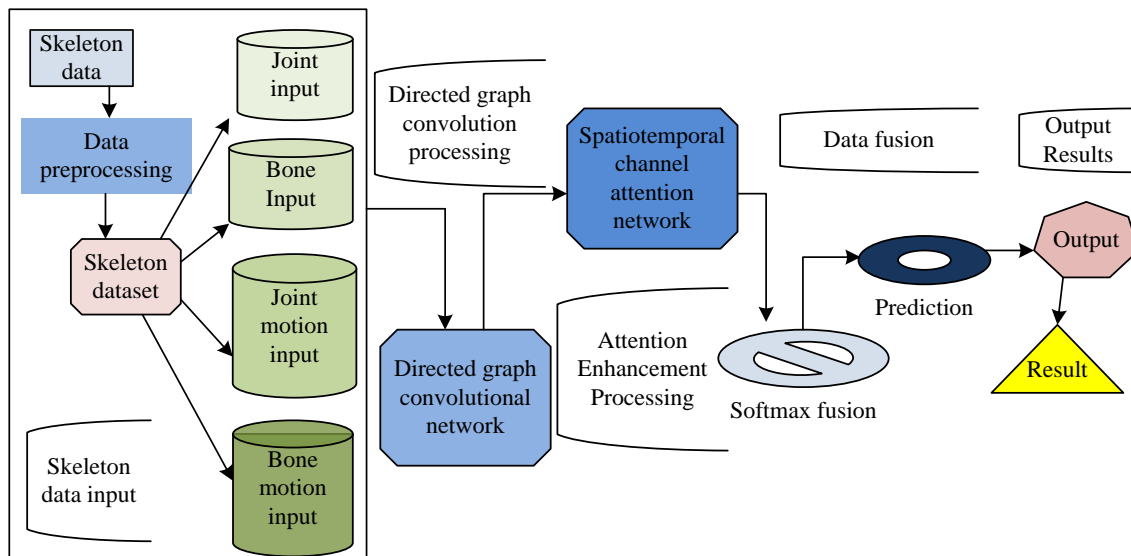 Skeleton
data
Data
preprocessing
Skeleton
dataset
Joint
input
Bone
Input
Joint
motion
input
Bone
motion
input
Skeleton
data input
Directed graph
convolution
processing
Directed graph
convolutional
network
Spatiotemporal
channel
attention
network
Attention
Enhancement
Processing
Data fusion
Softmax fusion
Prediction
Output
Results
Output
Result